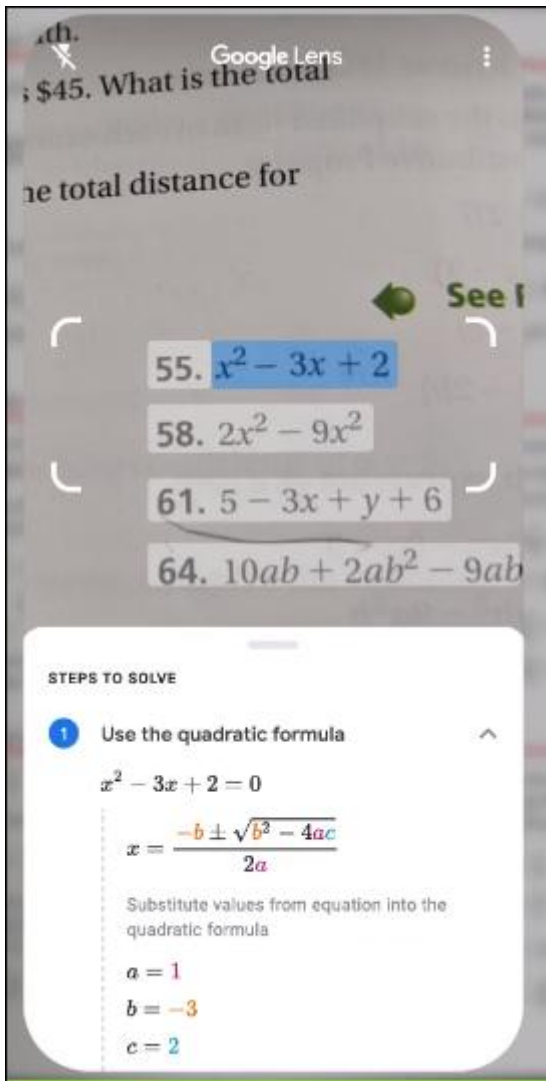 Google Lens
ith.
s $45. What is the total
he total distance for
See
55. x² − 3x + 2
58. 2x² − 9x²
61. 5 − 3x + y + 6
64. 10ab + 2ab² − 9ab
STEPS TO SOLVE
1 Use the quadratic formula
x² − 3x + 2 = 0
x = (−b ± √(b² − 4ac)) / 2a
Substitute values from equation into the
quadratic formula
a = 1
b = −3
c = 2